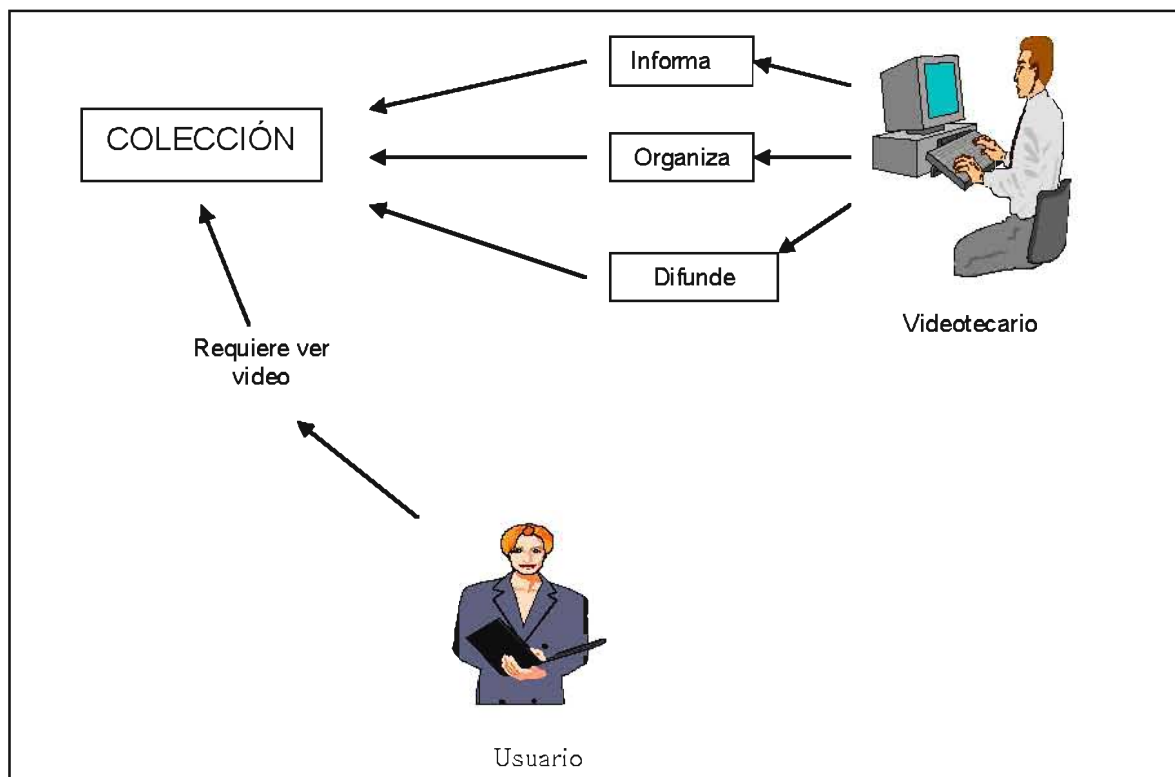 Informa
COLECCIÓN
Organiza
Difunde
Videotecario
Requiere ver
video
Usuario